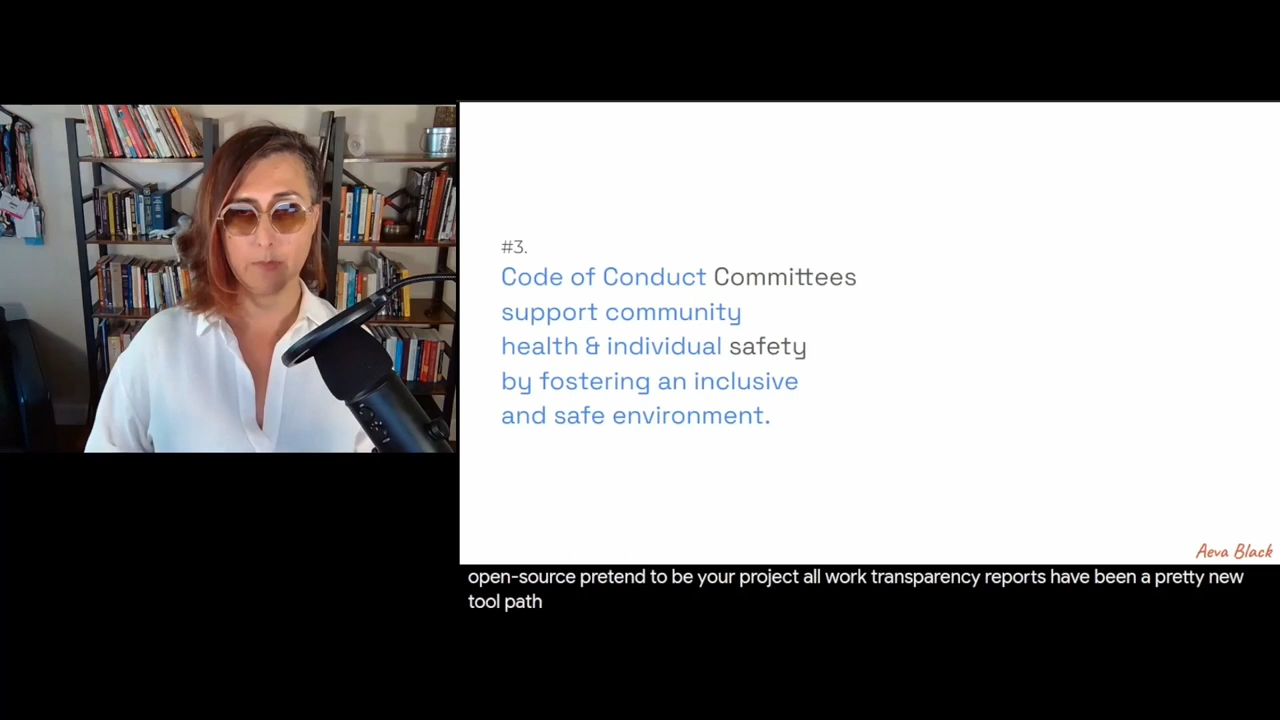 #3.
Code of Conduct Committees
support community
health & individual safety
by fostering an inclusive
and safe environment.
Aeva Black
open-source pretend to be your project all work transparency reports have been a pretty new
tool path